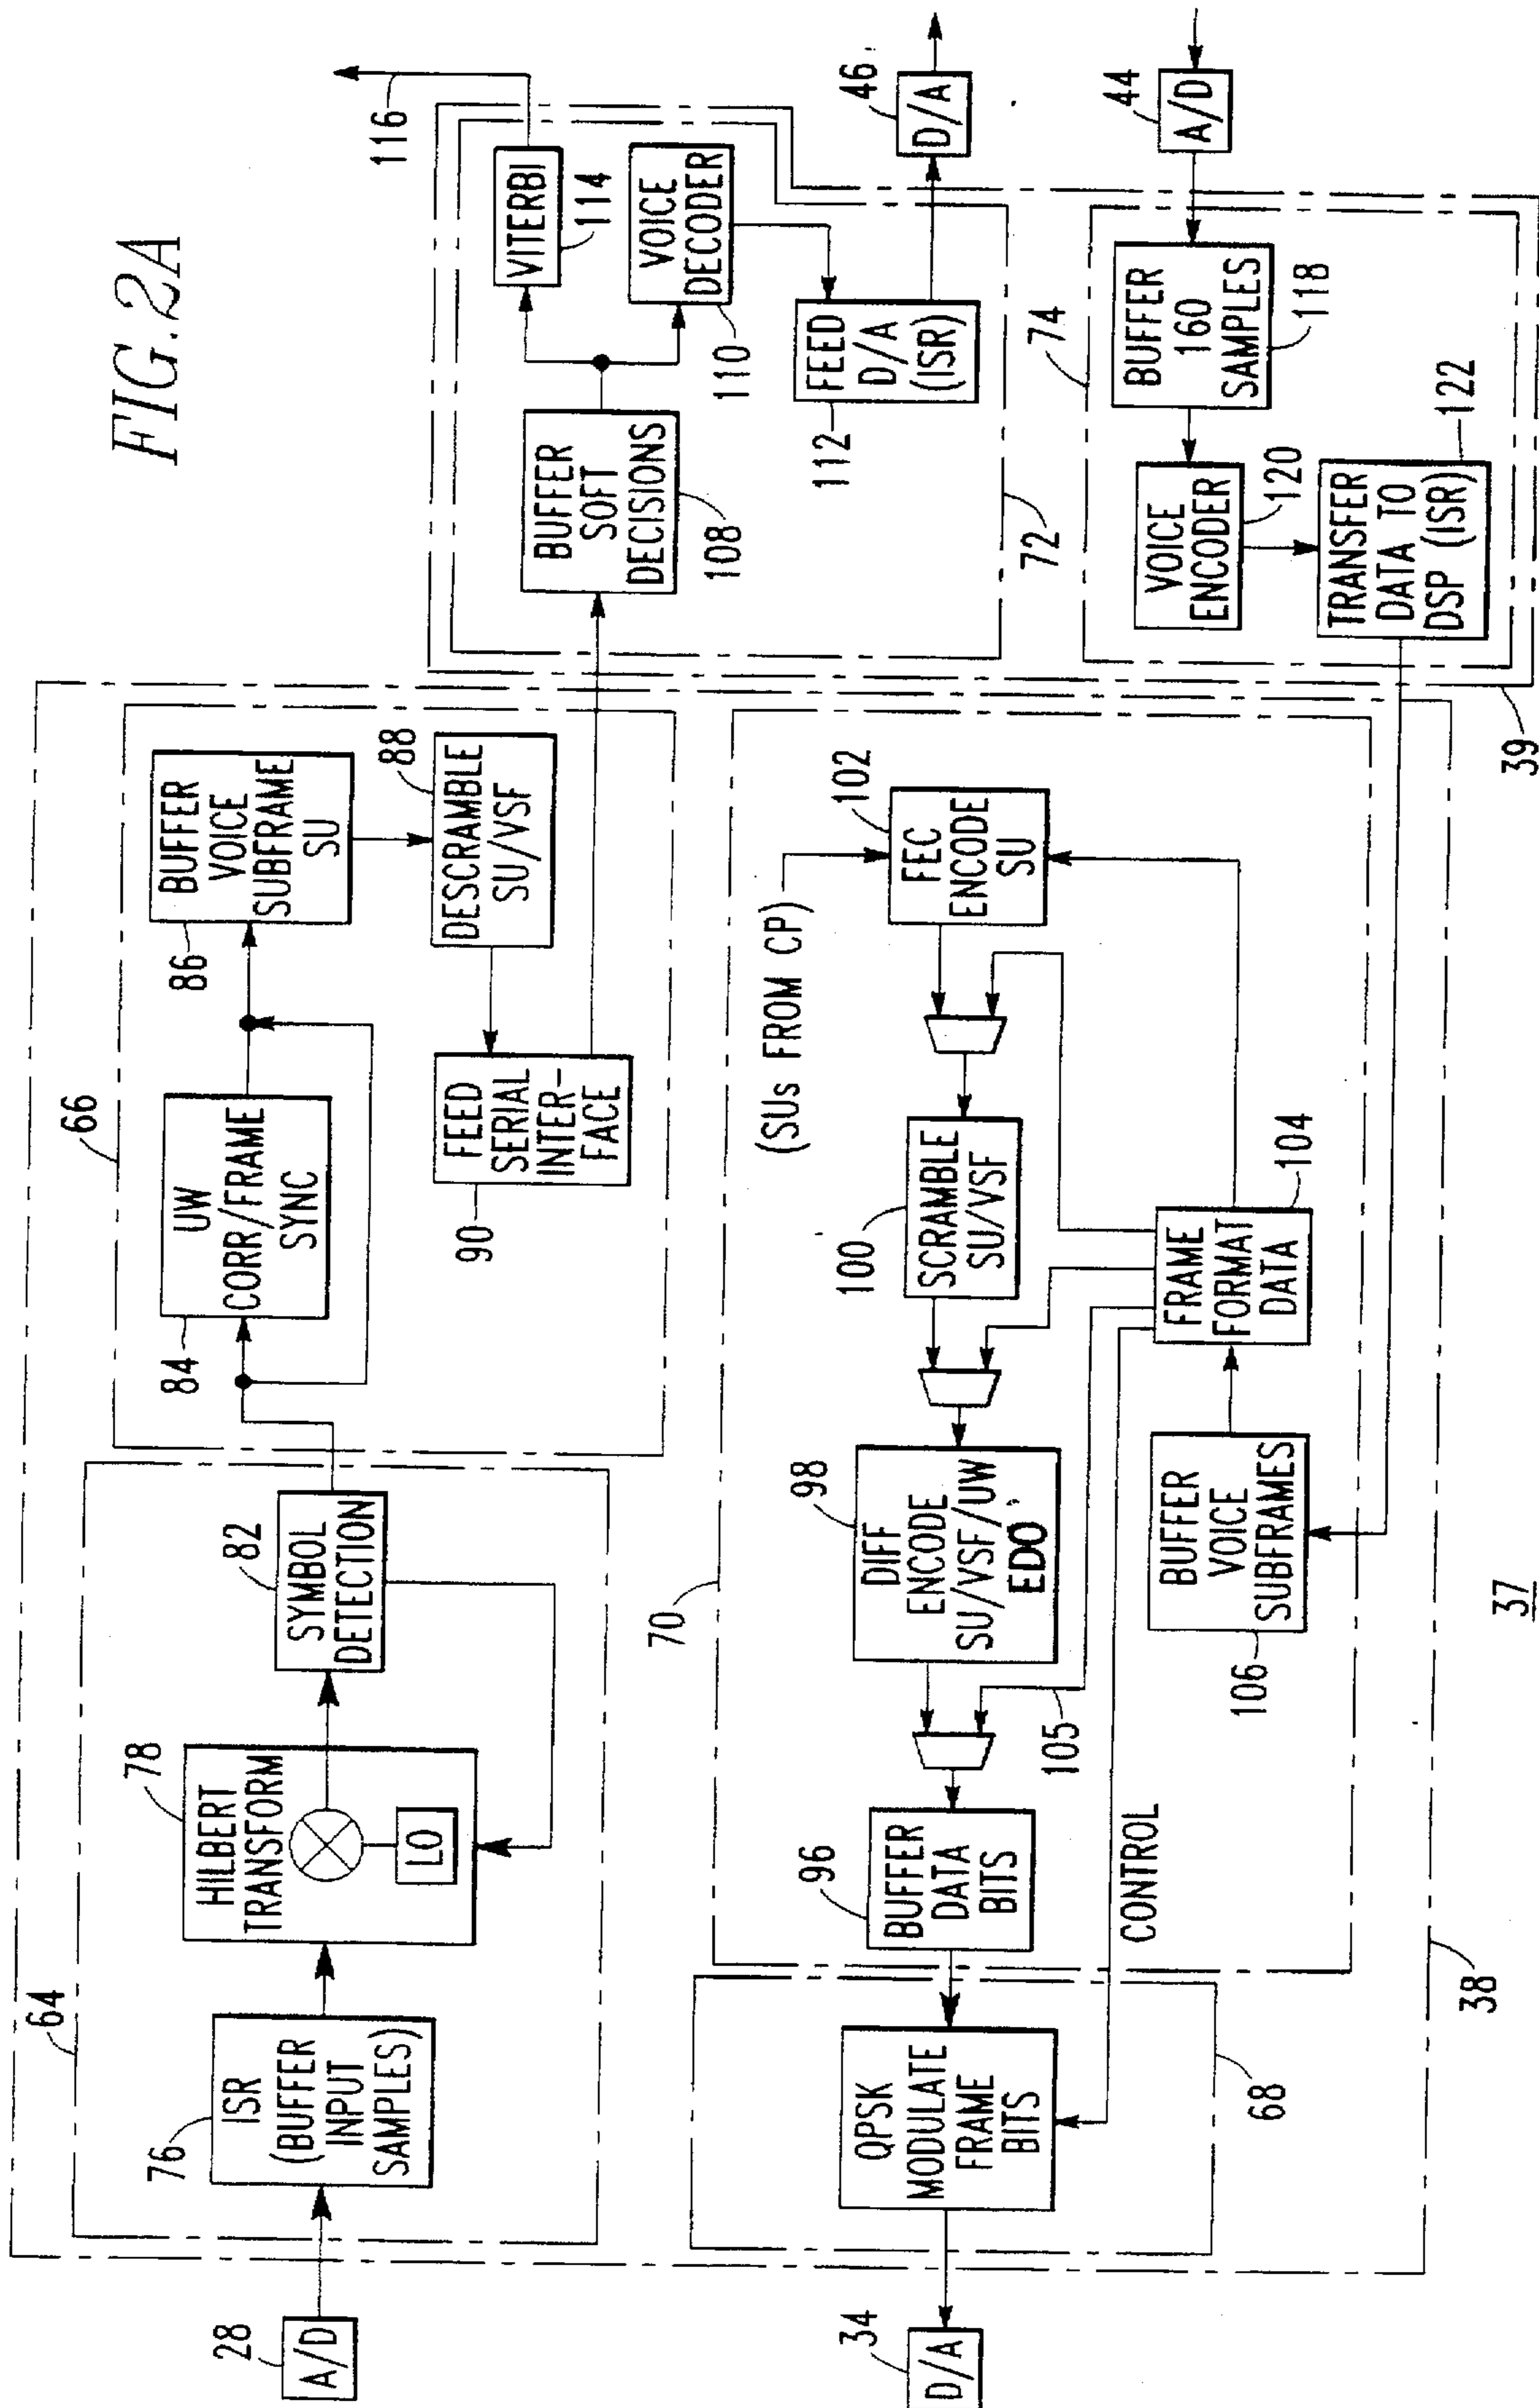 FIG.2A
28
A/D
64
76
ISR
(BUFFER
INPUT
SAMPLES)
78
HILBERT
TRANSFORM
LO
82
SYMBOL
DETECTION
66
84
UW
CORR/FRAME
SYNC
86
BUFFER
VOICE
SUBFRAME
SU
88
DESCRAMBLE
SU/VSF
90
FEED
SERIAL
INTER-
FACE
116
VITERBI
114
BUFFER
SOFT
DECISIONS
108
VOICE
DECODER
110
FEED
D/A
(ISR)
112
46
D/A
72
74
44
A/D
BUFFER
160
SAMPLES
118
VOICE
ENCODER
120
TRANSFER
DATA TO
DSP (ISR)
122
39
34
D/A
QPSK
MODULATE
FRAME
BITS
68
70
96
BUFFER
DATA
BITS
98
DIFF
ENCODE
SU/VSF/UW
EDO
100
SCRAMBLE
SU/VSF
(SUs FROM CP)
102
FEC
ENCODE
SU
104
FRAME
FORMAT
DATA
105
106
BUFFER
VOICE
SUBFRAMES
CONTROL
38
37